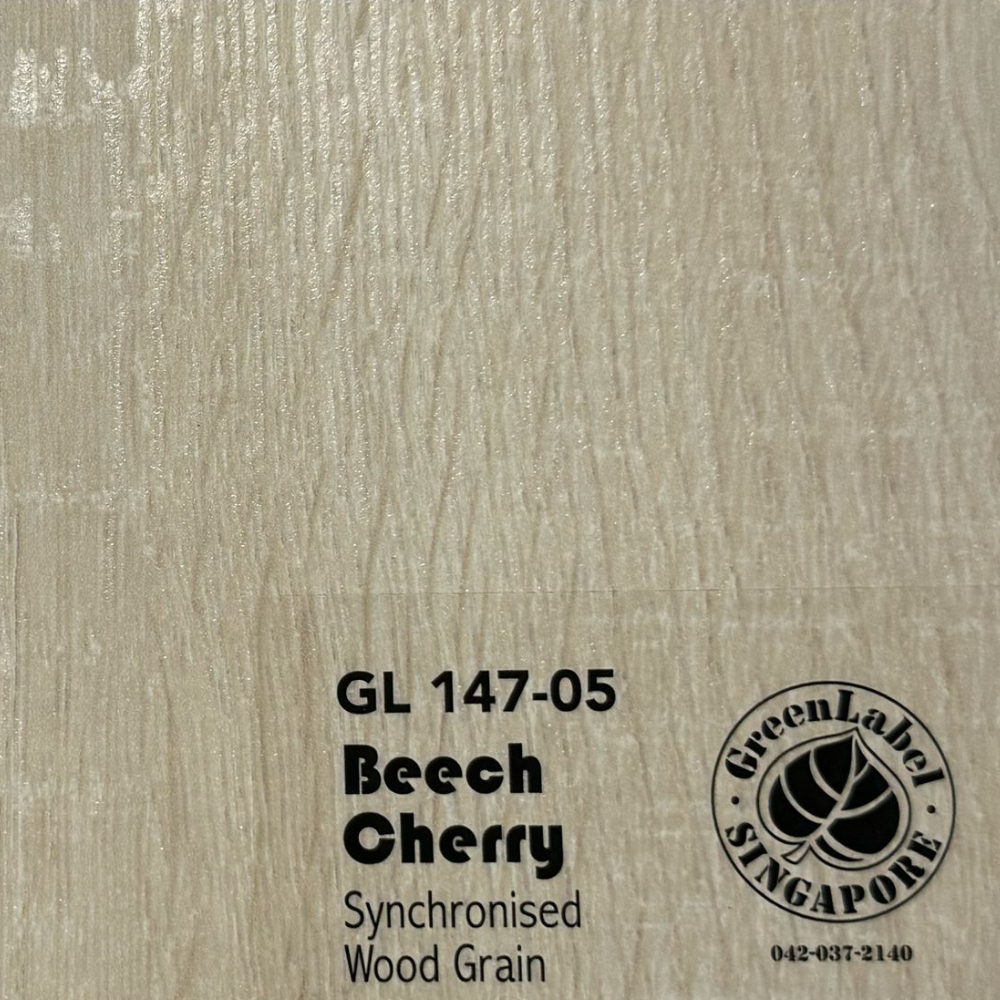 GL 147-05
Beech
Cherry
Synchronised
Wood Grain
GreenLabel
SINGAPORE
042-037-2140